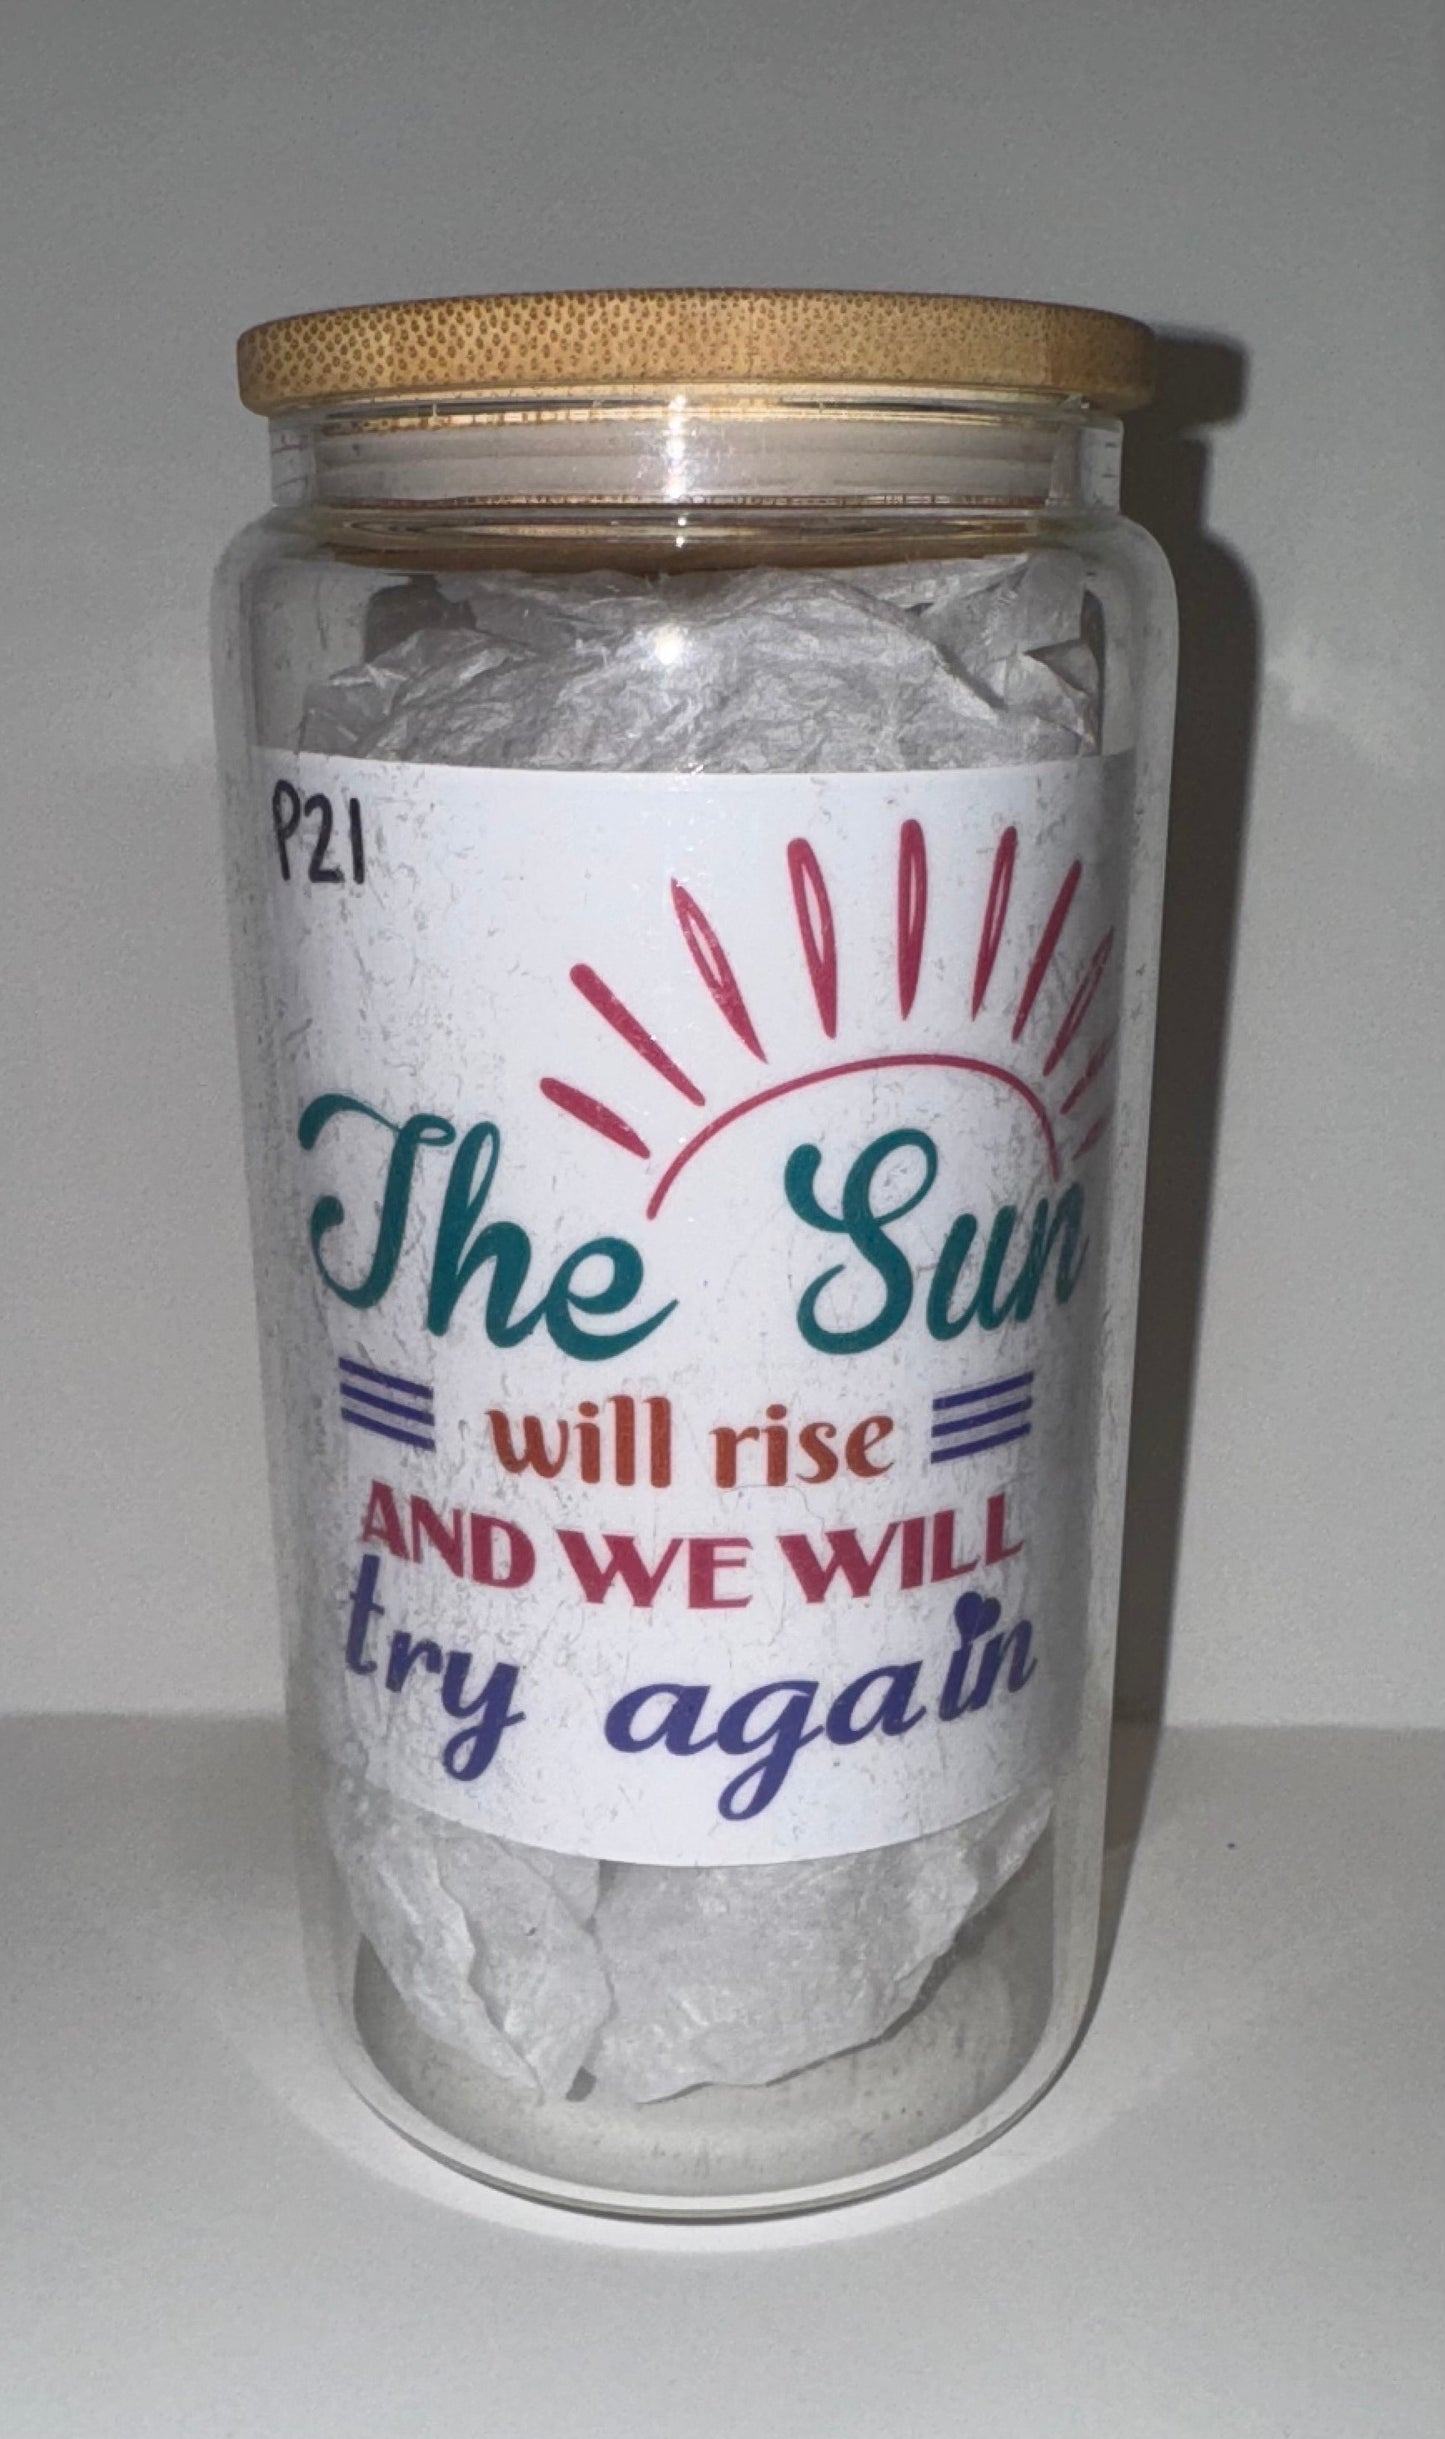 P21
The Sun
will rise
AND WE WILL
try again